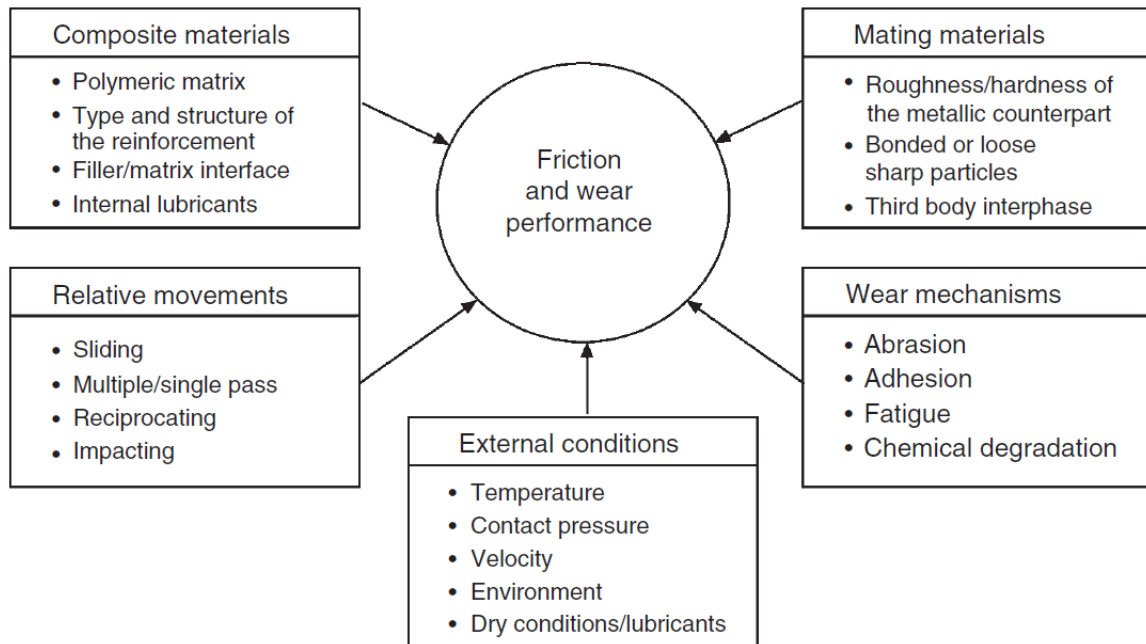 Composite materials
• Polymeric matrix
• Type and structure of
the reinforcement
• Filler/matrix interface
• Internal lubricants
Friction
and wear
performance
Mating materials
• Roughness/hardness of
the metallic counterpart
• Bonded or loose
sharp particles
• Third body interphase
Relative movements
• Sliding
• Multiple/single pass
• Reciprocating
• Impacting
External conditions
• Temperature
• Contact pressure
• Velocity
• Environment
• Dry conditions/lubricants
Wear mechanisms
• Abrasion
• Adhesion
• Fatigue
• Chemical degradation